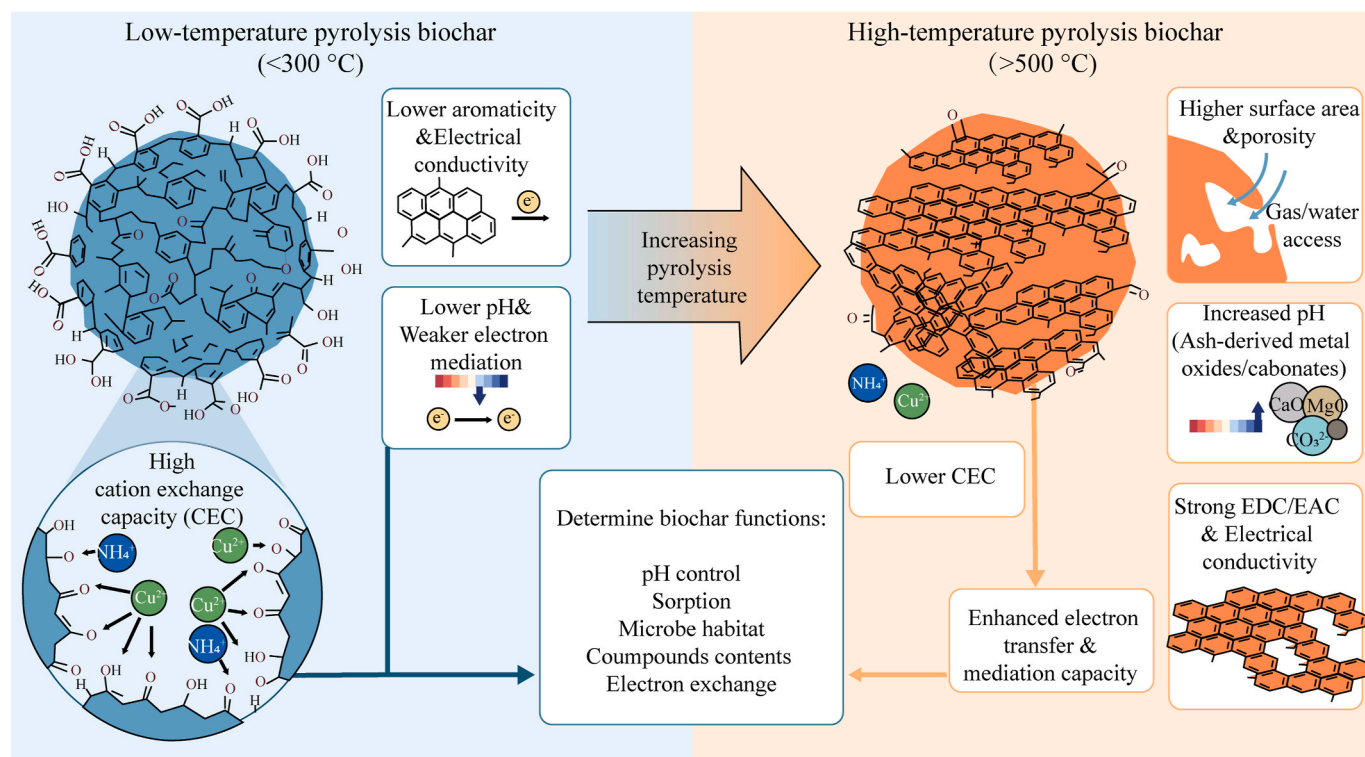 Low-temperature pyrolysis biochar
(<300 °C)
High-temperature pyrolysis biochar
(>500 °C)
Lower aromaticity
&Electrical
conductivity
e-
Lower pH&
Weaker electron
mediation
e-
e-
Increasing
pyrolysis
temperature
Higher surface area
&porosity
Gas/water
access
Increased pH
(Ash-derived metal
oxides/cabonates)
CaO
MgO
CO₃²⁻
Strong EDC/EAC
& Electrical
conductivity
NH₄⁺
Cu²⁺
Lower CEC
Enhanced electron
transfer &
mediation capacity
High
cation exchange
capacity (CEC)
NH₄⁺
Cu²⁺
Cu²⁺
Cu²⁺
NH₄⁺
Determine biochar functions:
pH control
Sorption
Microbe habitat
Coumpounds contents
Electron exchange